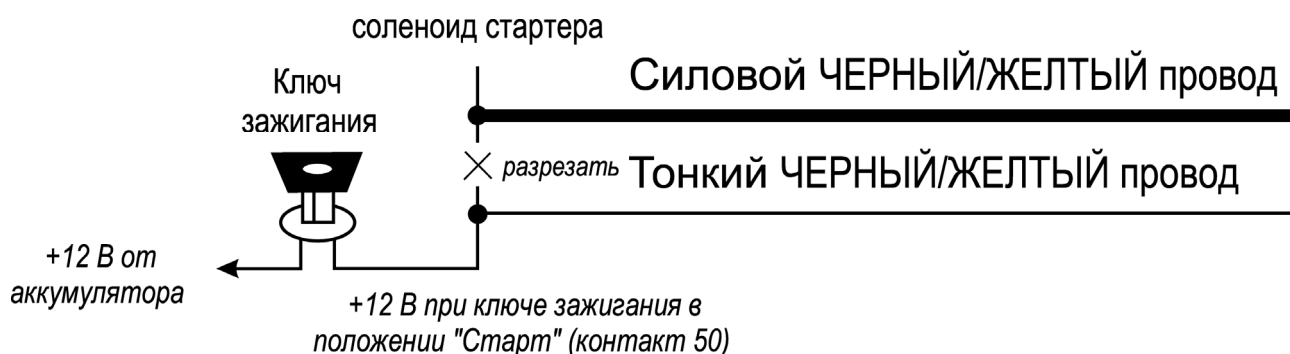 соленоид стартера
Силовой ЧЕРНЫЙ/ЖЕЛТЫЙ провод
Ключ
зажигания
разрезать
Тонкий ЧЕРНЫЙ/ЖЕЛТЫЙ провод
+12 В от
аккумулятора
+12 В при ключе зажигания в
положении "Старт" (контакт 50)